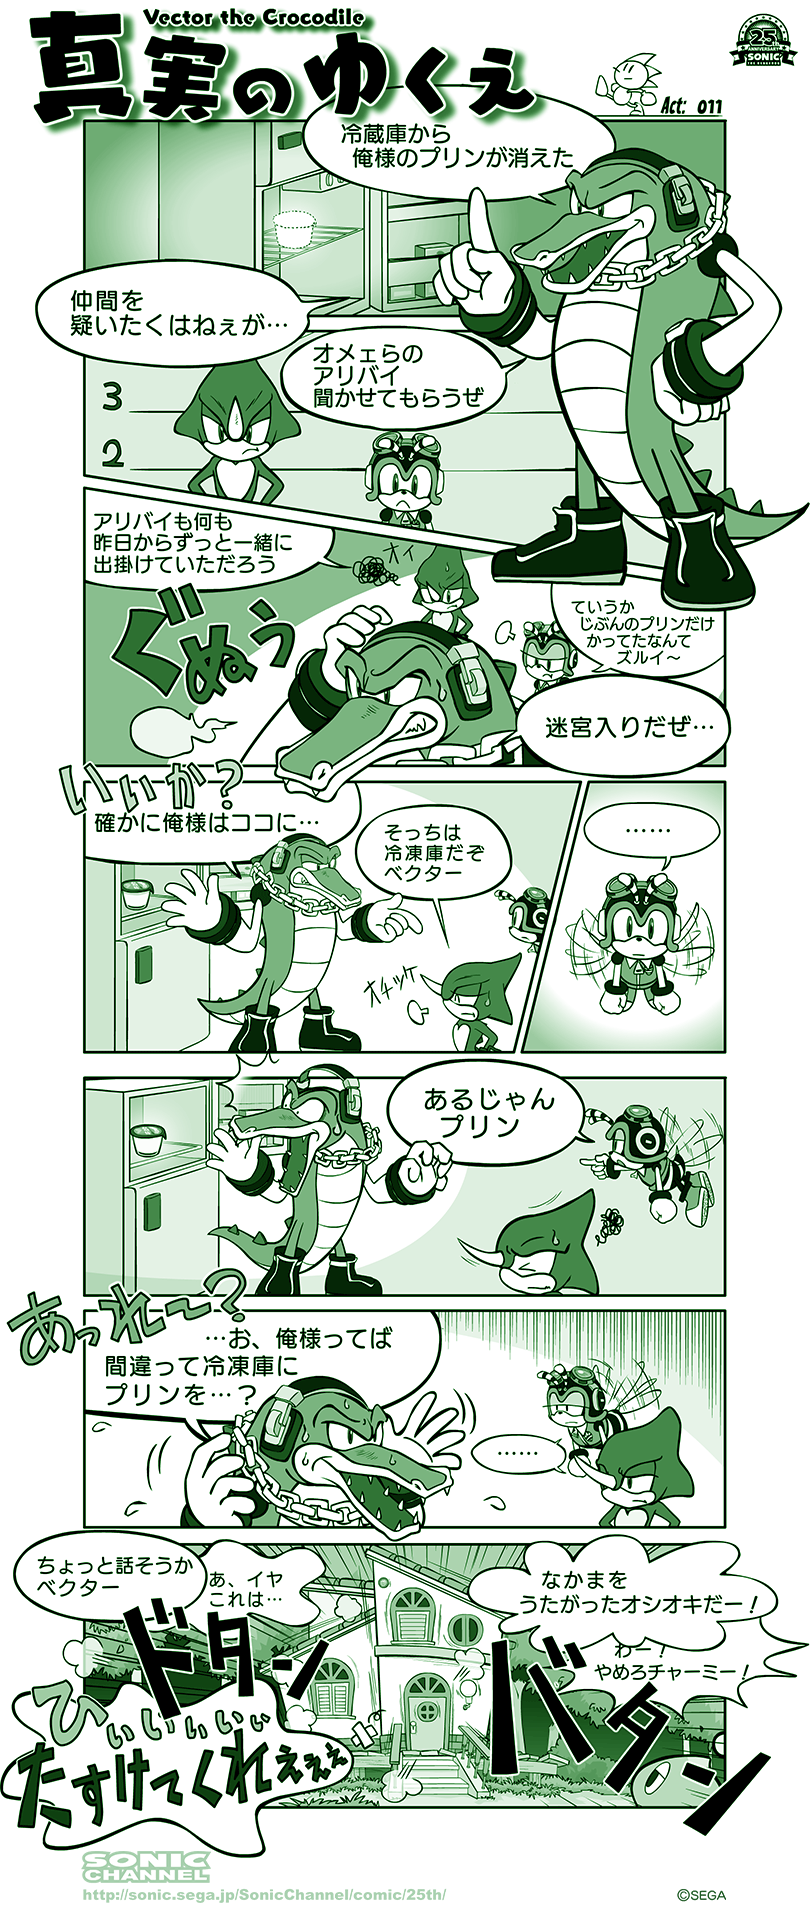 Vector the Crocodile
真実のゆくえ
25th
ANNIVERSARY
SONIC
Act: 011
冷蔵庫から
俺様のプリンが消えた
仲間を
疑いたくはねぇが…
オメェらの
アリバイ
聞かせてもらうぜ
3
2
アリバイも何も
昨日からずっと一緒に
出掛けていただろう
オイ
ぐぬぅ
ていうか
じぶんのプリンだけ
かってたなんて
ズルイ～
迷宮入りだぜ…
いぃか？
確かに俺様はココに…
そっちは
冷凍庫だぞ
ベクター
オチツケ
……
あるじゃん
プリン
あっれ～？
…お、俺様ってば
間違って冷凍庫に
プリンを…？
……
ちょっと話そうか
ベクター
あ、イヤ
これは…
なかまを
うたがったオシオキだー！
わー！
やめろチャーミー！
ドタン
バタン
ひぃぃぃぃぃ
たすけてくれぇぇぇ
SONIC
CHANNEL
http://sonic.sega.jp/SonicChannel/comic/25th/
©SEGA